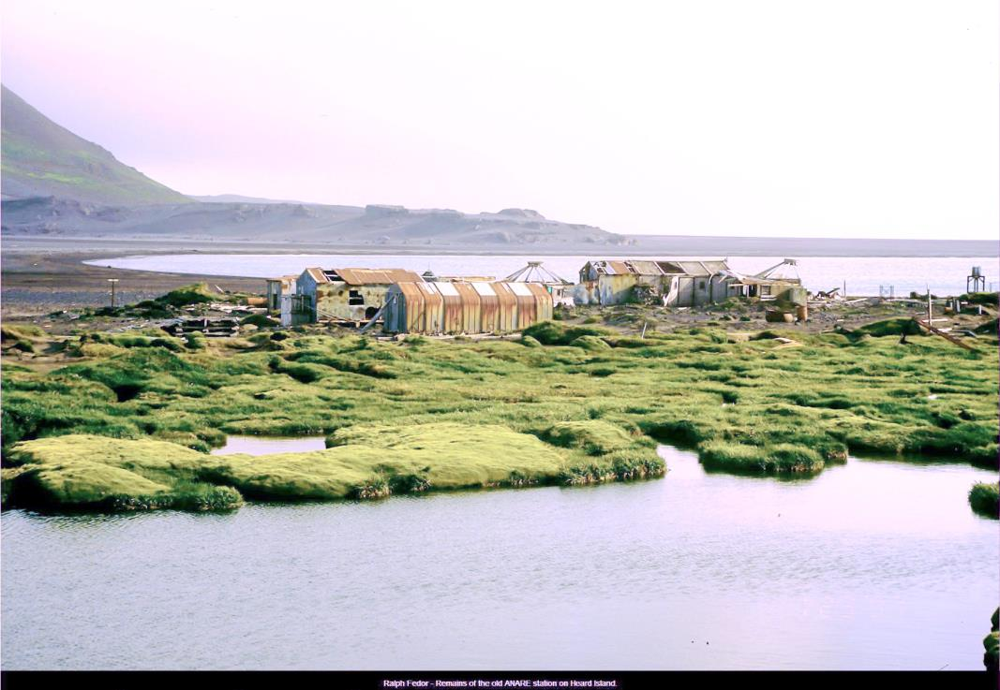 Ralph Fedor - Remains of the old ANARE station on Heard Island.